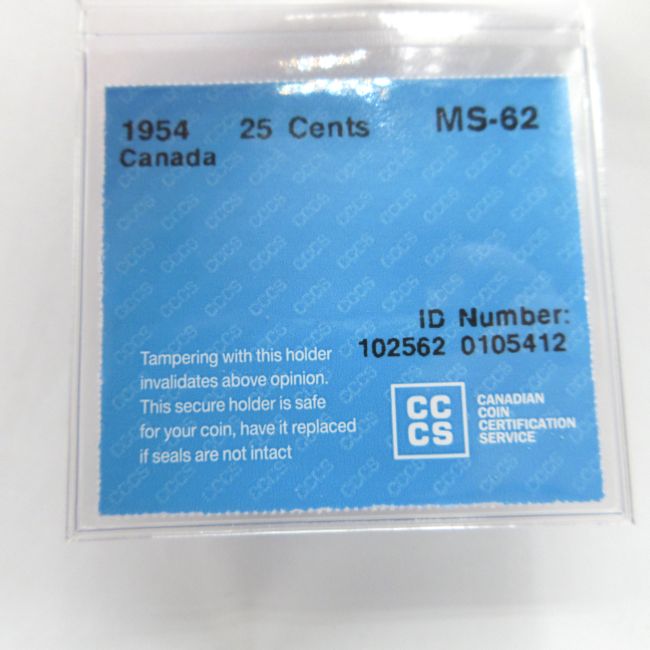 1954 25 Cents MS-62
Canada
ID Number:
102562 0105412
Tampering with this holder
invalidates above opinion.
This secure holder is safe
for your coin, have it replaced
if seals are not intact
CC
CS
CANADIAN
COIN
CERTIFICATION
SERVICE